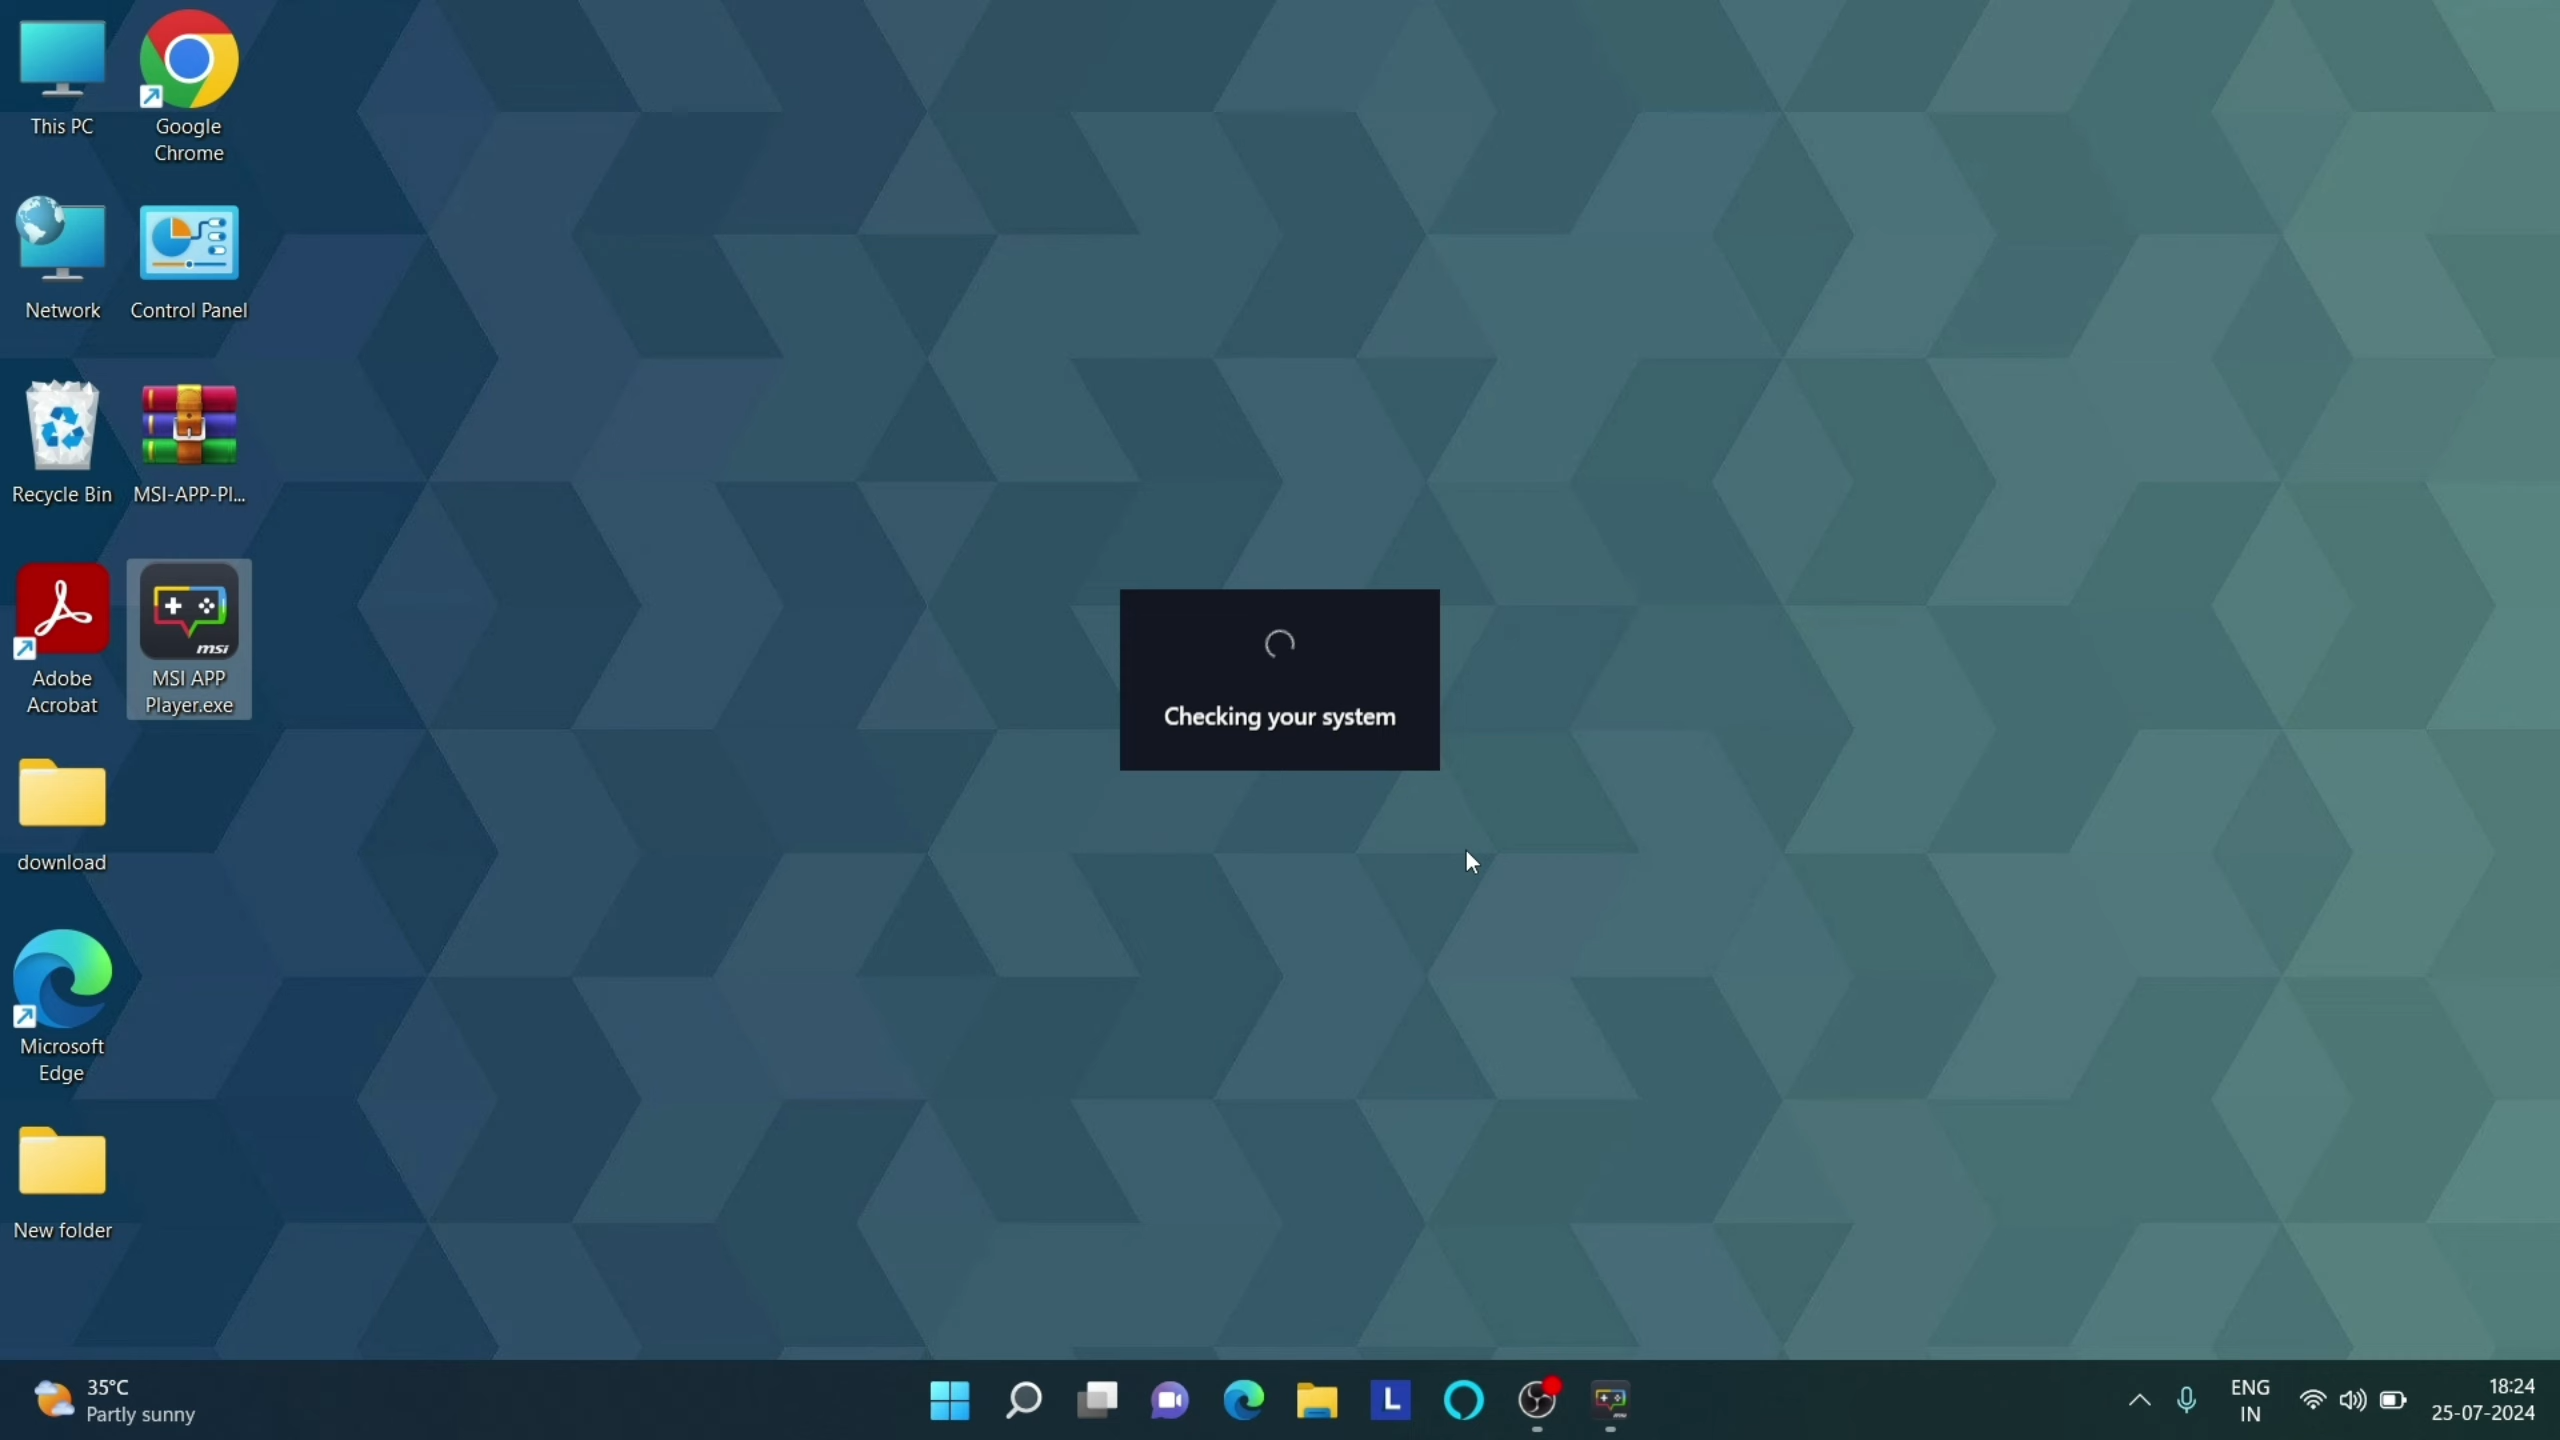 This PC
Google
Chrome
Network
Control Panel
Recycle Bin
MSI-APP-Pl...
Adobe
Acrobat
msi
MSI APP
Player.exe
Checking your system
download
Microsoft
Edge
New folder
35°C
Partly sunny
L
ENG
IN
18:24
25-07-2024